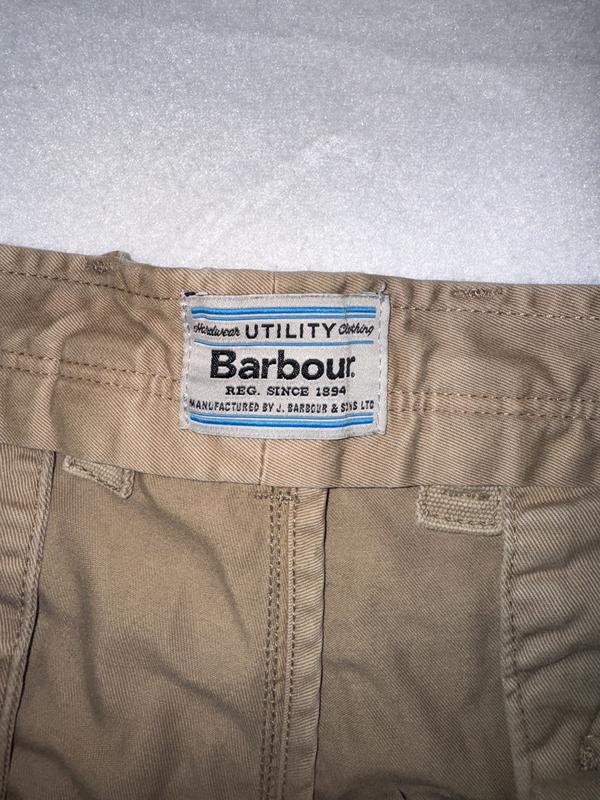 Hardwear UTILITY Clothing
Barbour.
REG. SINCE 1894
MANUFACTURED BY J. BARBOUR & SONS LTD